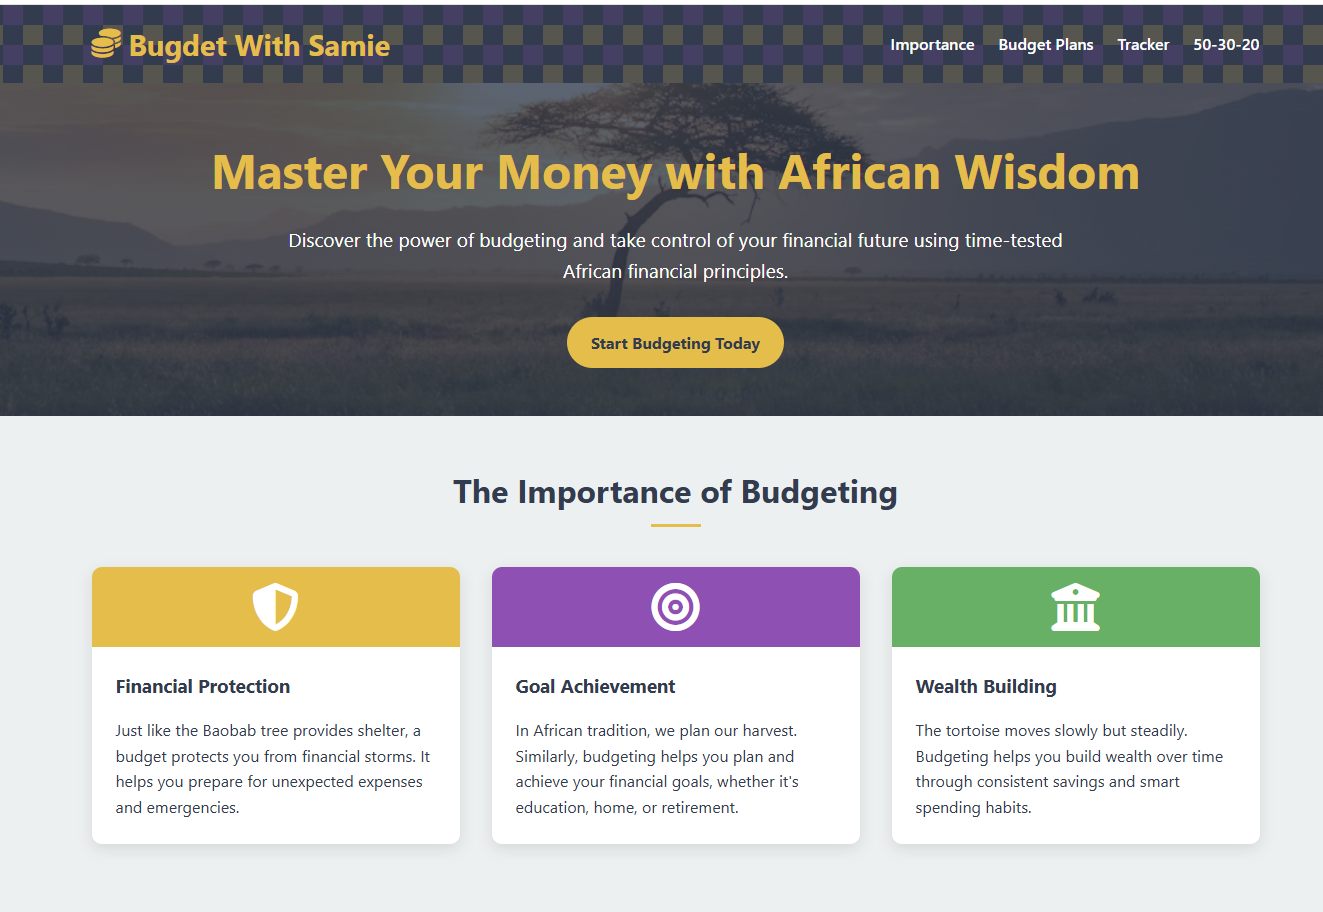 Bugdet With Samie
Importance Budget Plans Tracker 50-30-20
Master Your Money with African Wisdom
Discover the power of budgeting and take control of your financial future using time-tested
African financial principles.
Start Budgeting Today
The Importance of Budgeting
Financial Protection
Just like the Baobab tree provides shelter, a
budget protects you from financial storms. It
helps you prepare for unexpected expenses
and emergencies.
Goal Achievement
In African tradition, we plan our harvest.
Similarly, budgeting helps you plan and
achieve your financial goals, whether it's
education, home, or retirement.
Wealth Building
The tortoise moves slowly but steadily.
Budgeting helps you build wealth over time
through consistent savings and smart
spending habits.